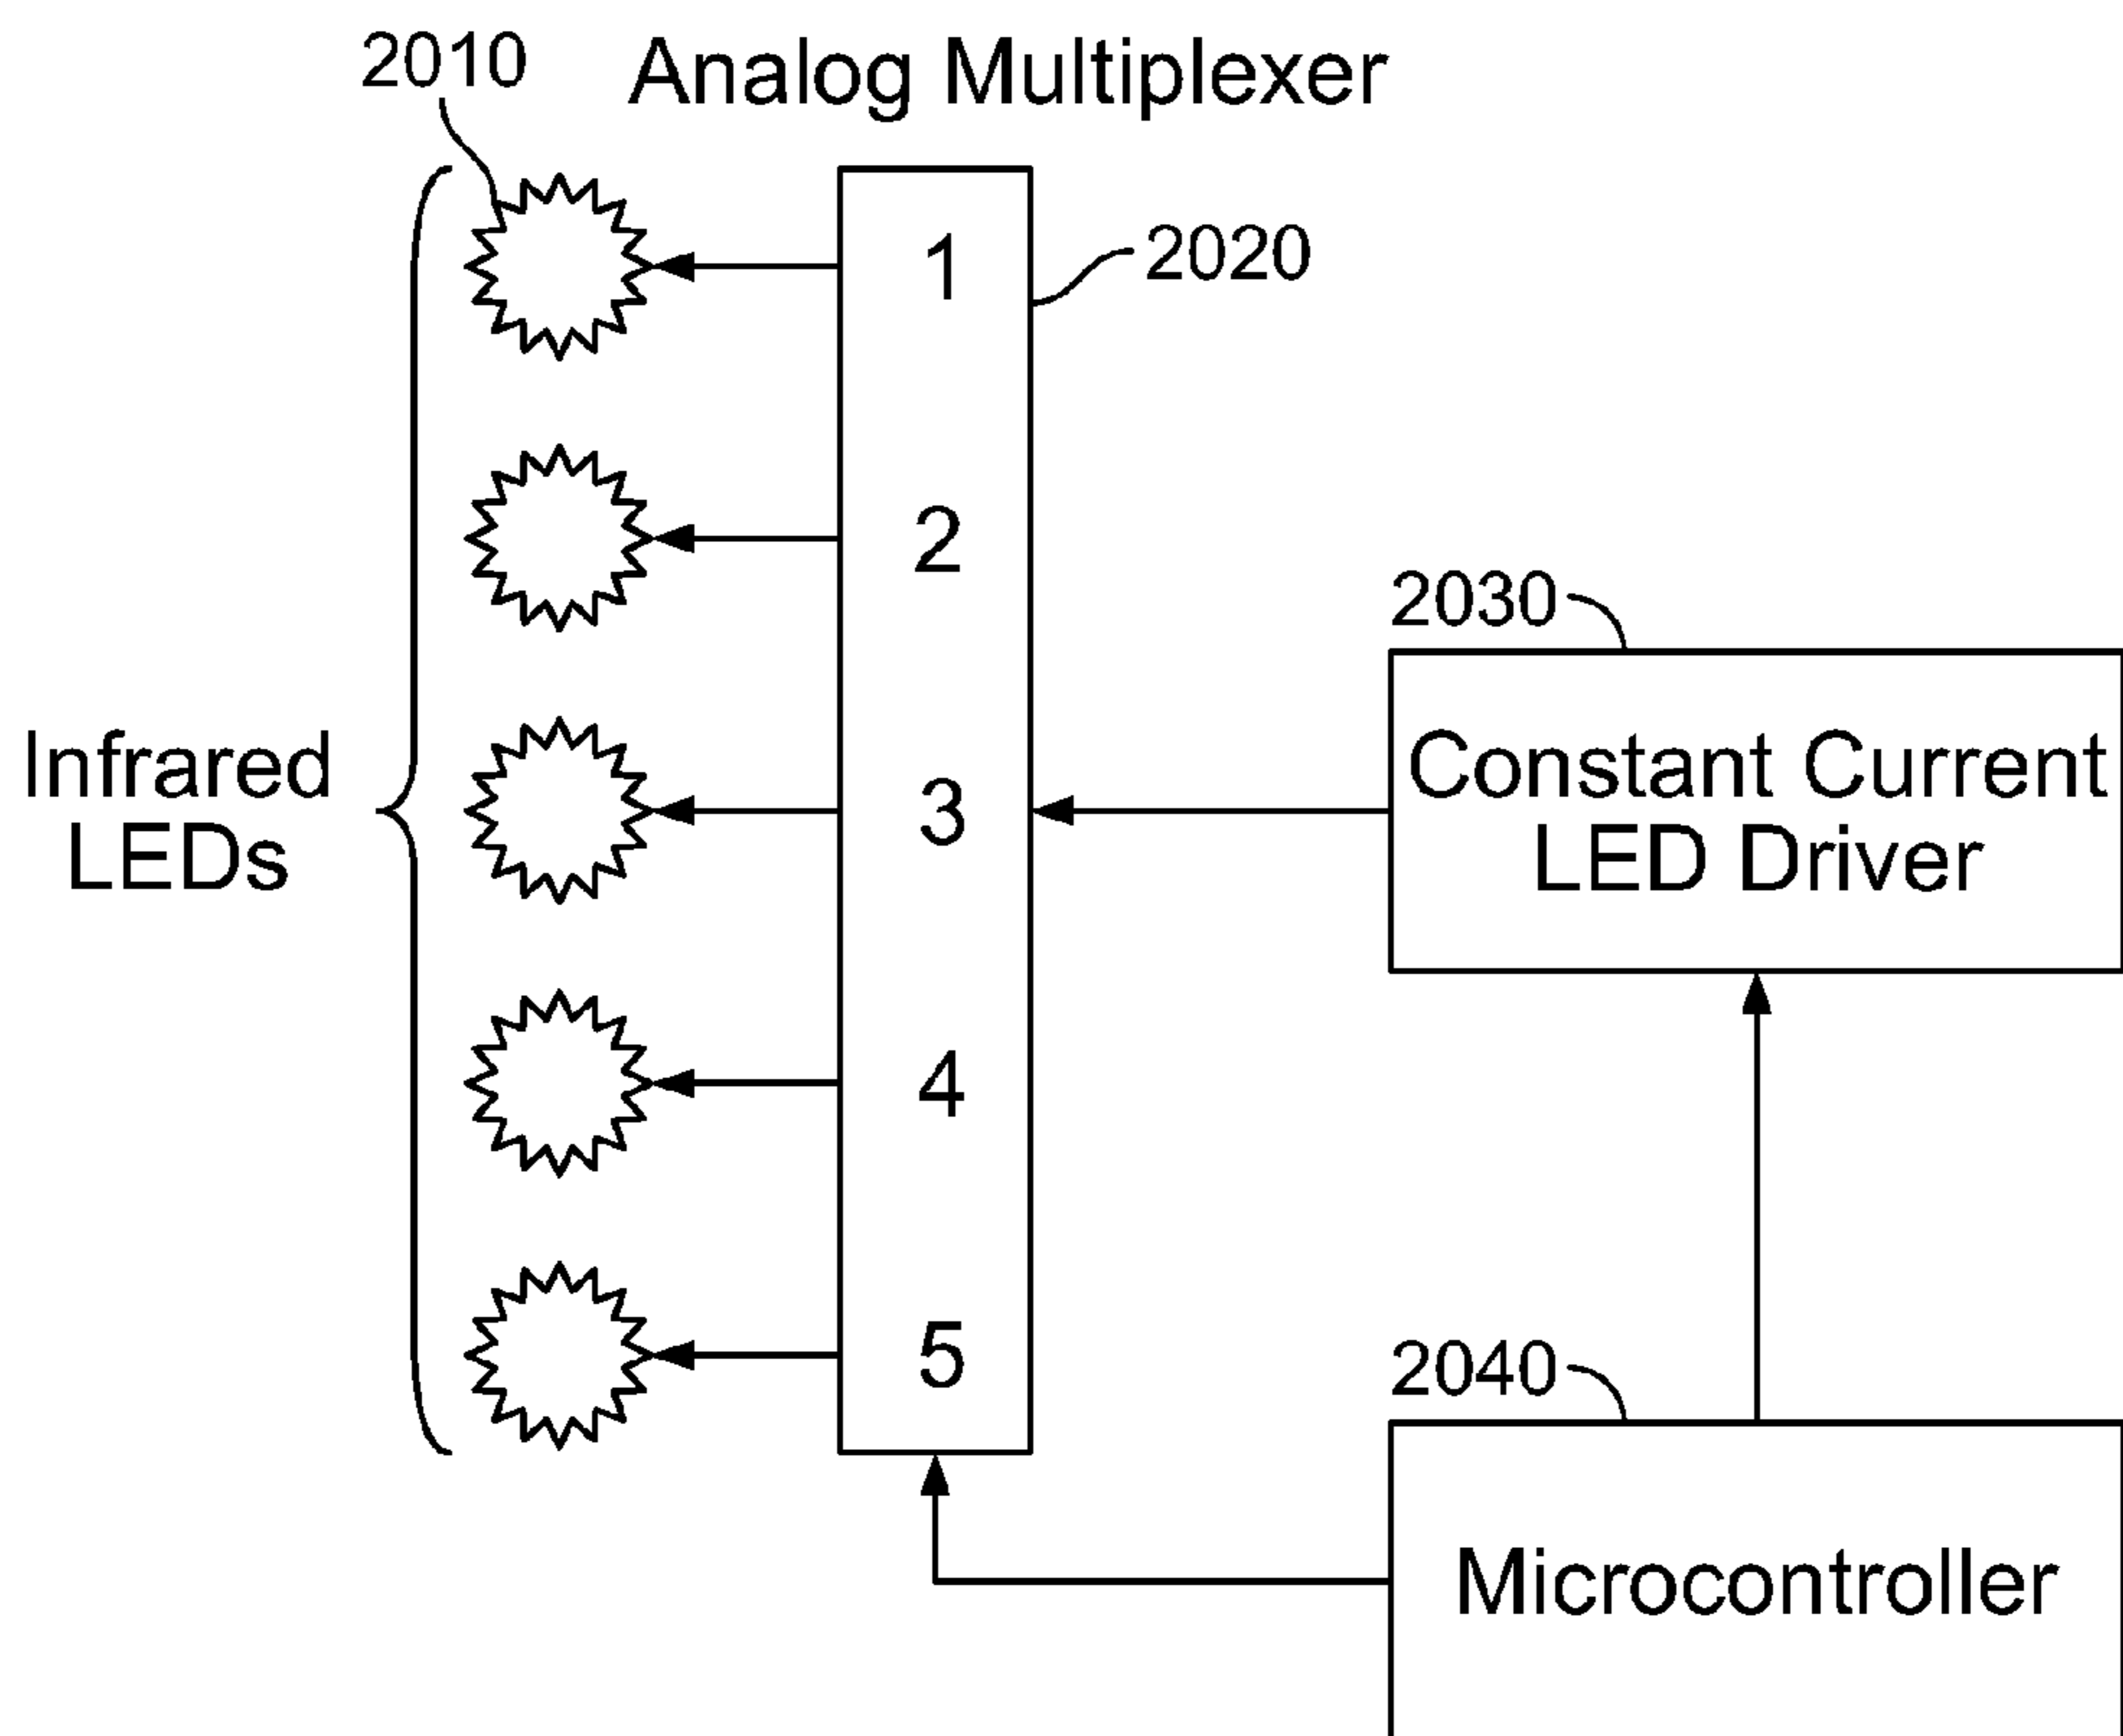 2010
Analog Multiplexer
1
2020
2
2030
Infrared
LEDs
3
Constant Current
LED Driver
4
5
2040
Microcontroller